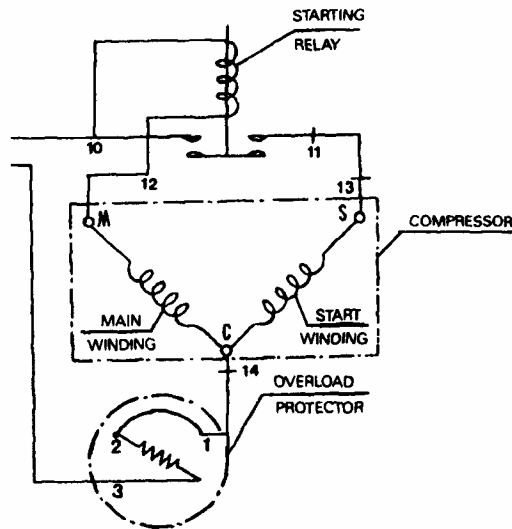 STARTING
RELAY
10
11
12
13
M
S
COMPRESSOR
MAIN
WINDING
C
START
WINDING
14
OVERLOAD
PROTECTOR
2
1
3